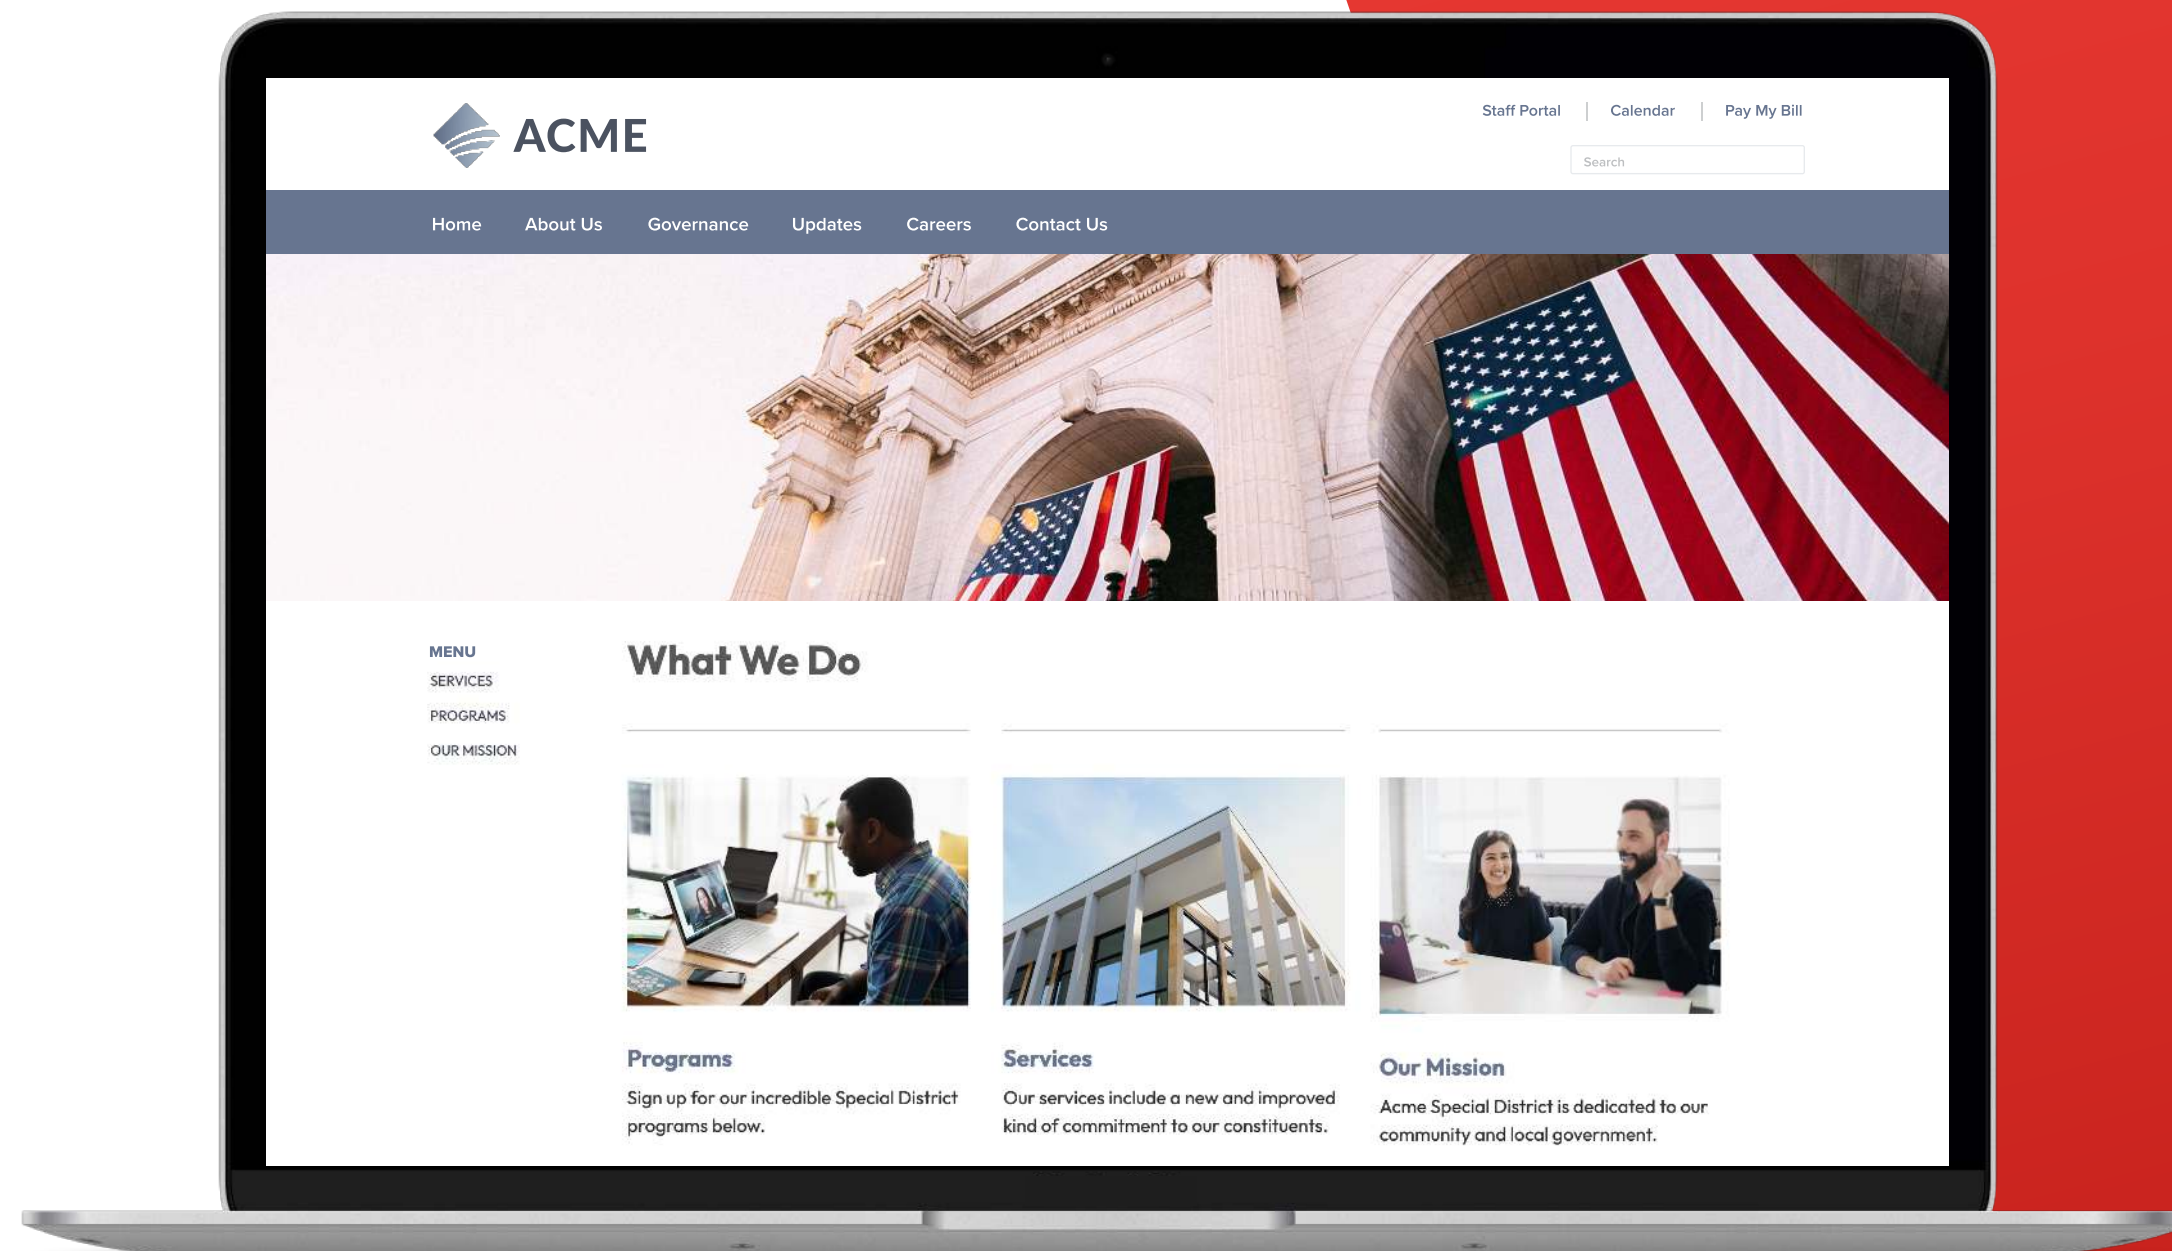 ACME
Staff Portal
Calendar
Pay My Bill
Search
Home
About Us
Governance
Updates
Careers
Contact Us
MENU
SERVICES
PROGRAMS
OUR MISSION
What We Do
Programs
Sign up for our incredible Special District
programs below.
Services
Our services include a new and improved
kind of commitment to our constituents.
Our Mission
Acme Special District is dedicated to our
community and local government.